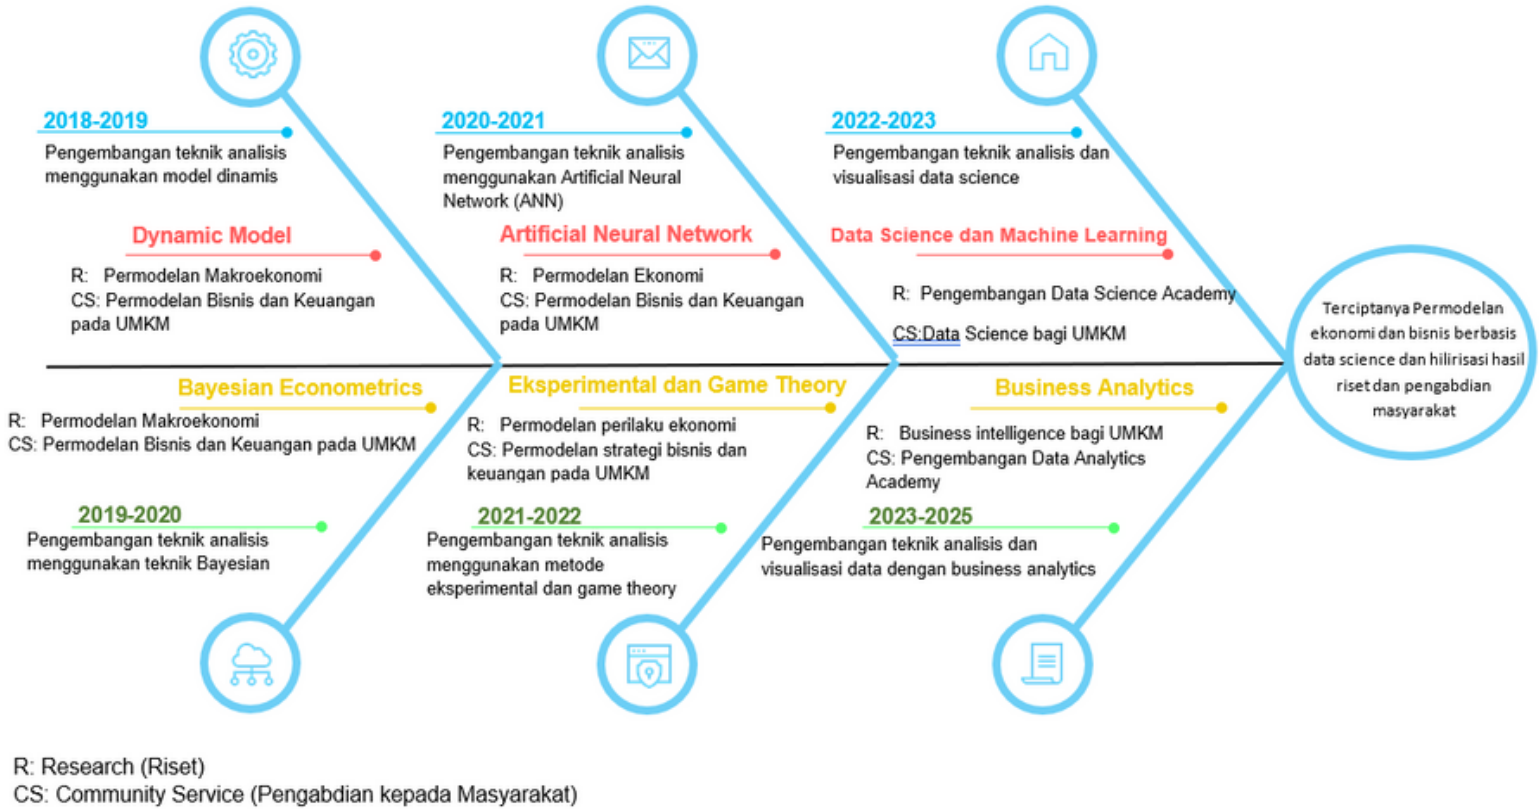 2018-2019
Pengembangan teknik analisis
menggunakan model dinamis
Dynamic Model
R: Permodelan Makroekonomi
CS: Permodelan Bisnis dan Keuangan
pada UMKM
2020-2021
Pengembangan teknik analisis
menggunakan Artificial Neural
Network (ANN)
Artificial Neural Network
R: Permodelan Ekonomi
CS: Permodelan Bisnis dan Keuangan
pada UMKM
2022-2023
Pengembangan teknik analisis dan
visualisasi data science
Data Science dan Machine Learning
R: Pengembangan Data Science Academy
CS:Data Science bagi UMKM
Bayesian Econometrics
R: Permodelan Makroekonomi
CS: Permodelan Bisnis dan Keuangan pada UMKM
2019-2020
Pengembangan teknik analisis
menggunakan teknik Bayesian
Eksperimental dan Game Theory
R: Permodelan perilaku ekonomi
CS: Permodelan strategi bisnis dan
keuangan pada UMKM
2021-2022
Pengembangan teknik analisis
menggunakan metode
eksperimental dan game theory
Business Analytics
R: Business intelligence bagi UMKM
CS: Pengembangan Data Analytics
Academy
2023-2025
Pengembangan teknik analisis dan
visualisasi data dengan business analytics
Terciptanya Permodelan
ekonomi dan bisnis berbasis
data science dan hilirisasi hasil
riset dan pengabdian
masyarakat
R: Research (Riset)
CS: Community Service (Pengabdian kepada Masyarakat)